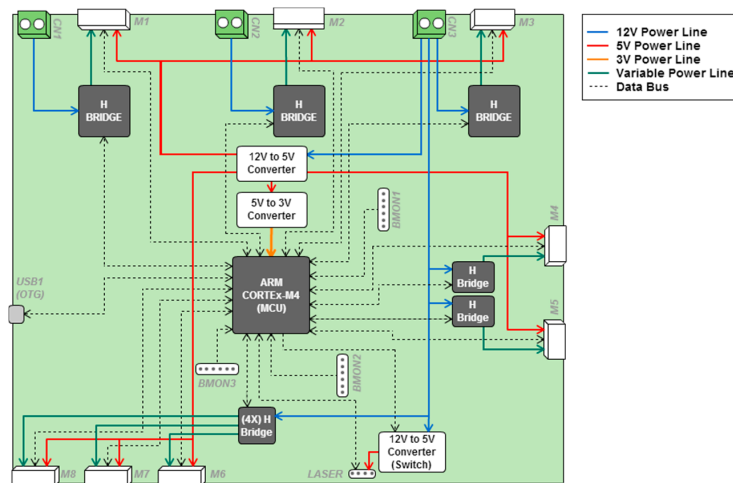 CN1
M1
CN2
M2
CN3
M3
12V Power Line
5V Power Line
3V Power Line
Variable Power Line
Data Bus
H
BRIDGE
H
BRIDGE
H
BRIDGE
12V to 5V
Converter
5V to 3V
Converter
BMON1
M4
ARM
CORTEx-M4
(MCU)
H
Bridge
H
Bridge
M5
USB1
(OTG)
BMON3
BMON2
(4X) H
Bridge
12V to 5V
Converter
(Switch)
LASER
M8
M7
M6